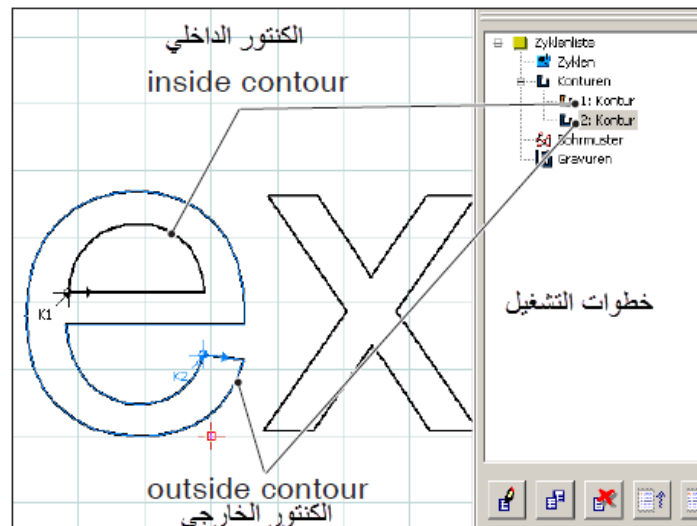 الكنتور الداخلي
inside contour
K1
K2
outside contour
الكنتور الخارجي
Zyklenliste
Zyklen
Konturen
1: Kontur
2: Kontur
Bohrmuster
Gravuren
خطوات التشغيل